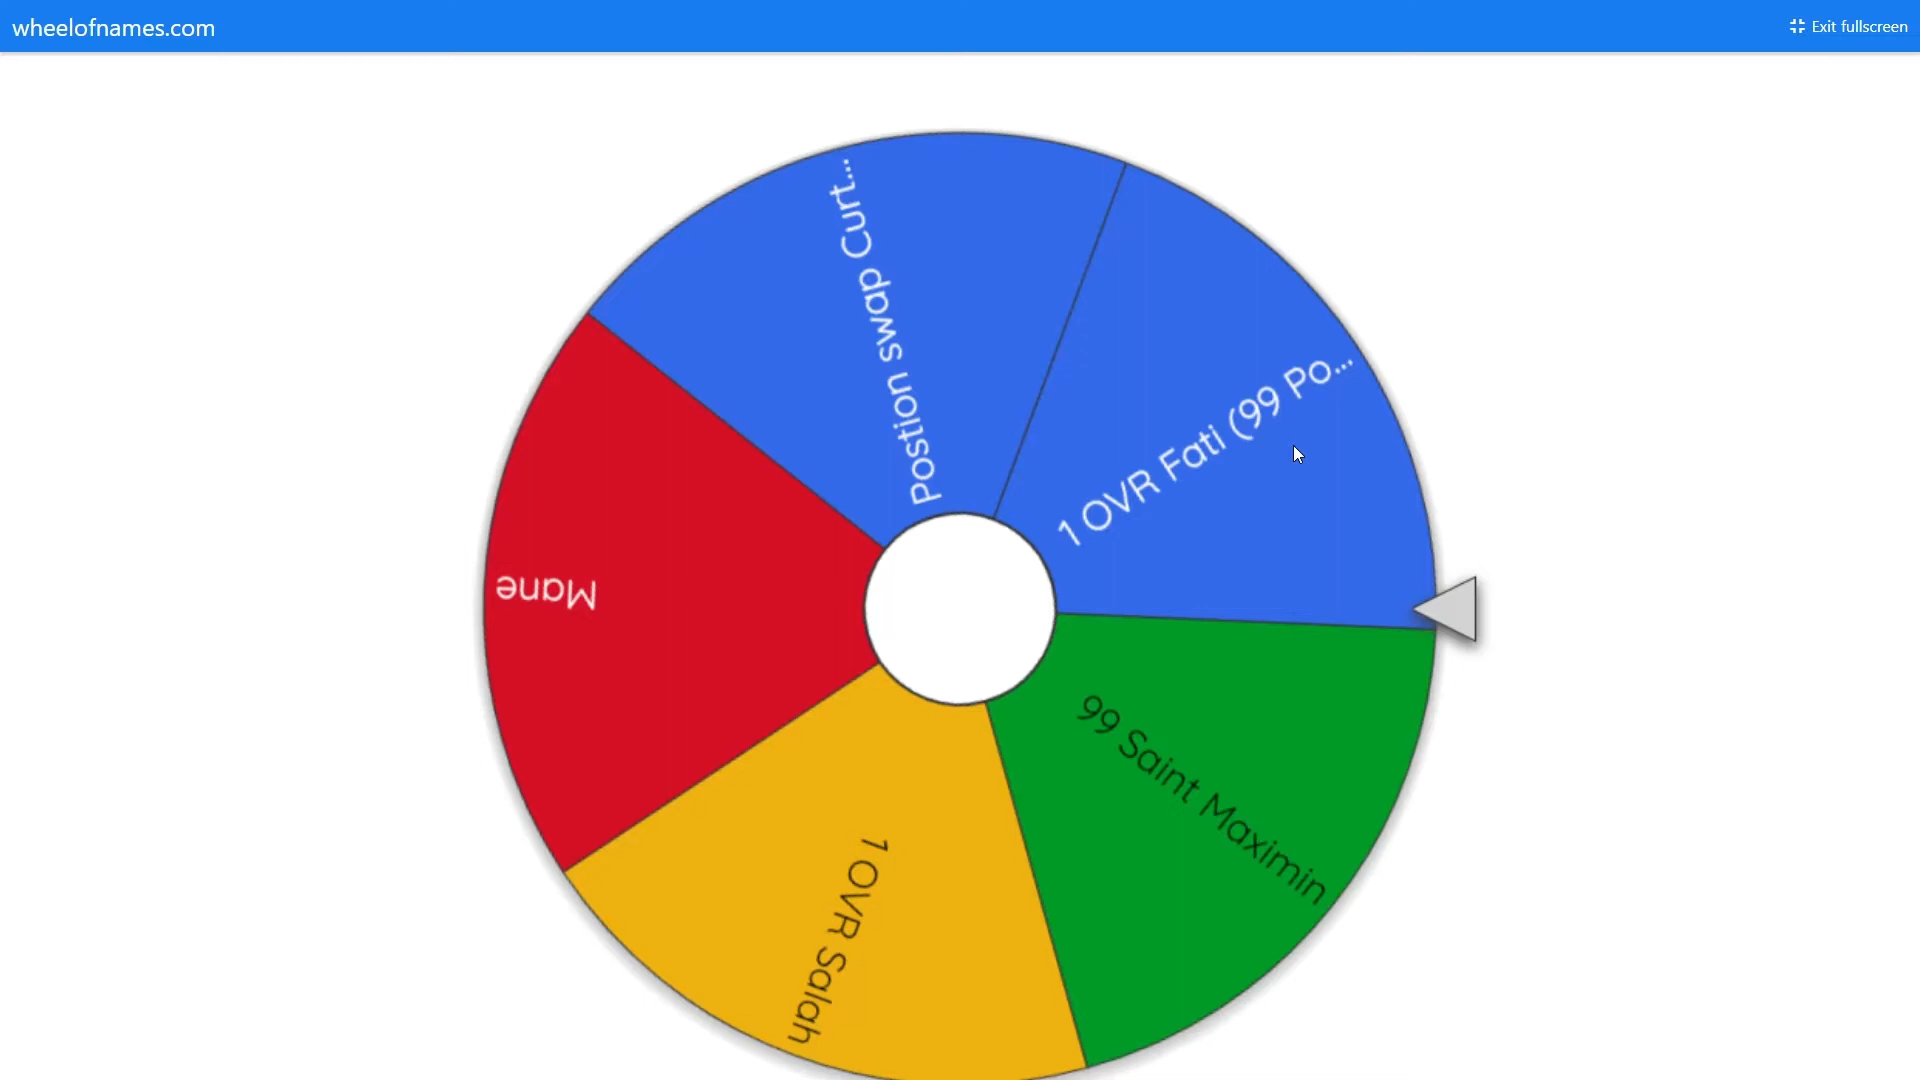 wheelofnames.com
Exit fullscreen
Postion swap Curt...
1 OVR Fati (99 Po...
Mane
99 Saint Maximin
1 OVR Salah